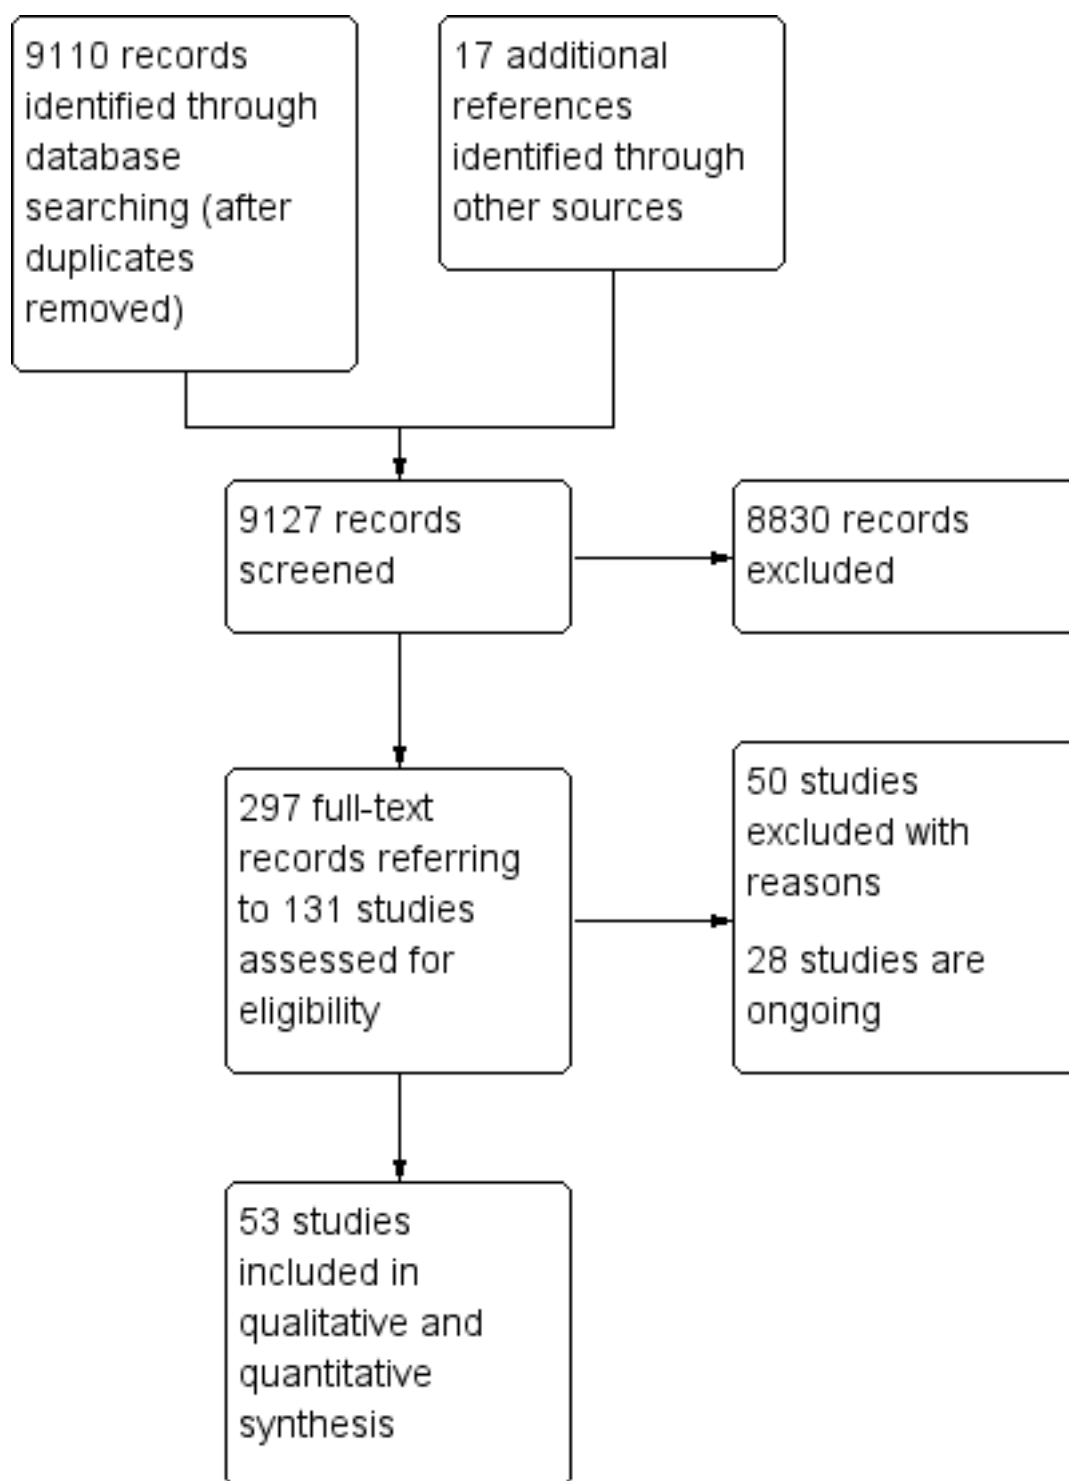 9110 records
identified through
database
searching (after
duplicates
removed)
17 additional
references
identified through
other sources
9127 records
screened
8830 records
excluded
297 full-text
records referring
to 131 studies
assessed for
eligibility
50 studies
excluded with
reasons
28 studies are
ongoing
53 studies
included in
qualitative and
quantitative
synthesis